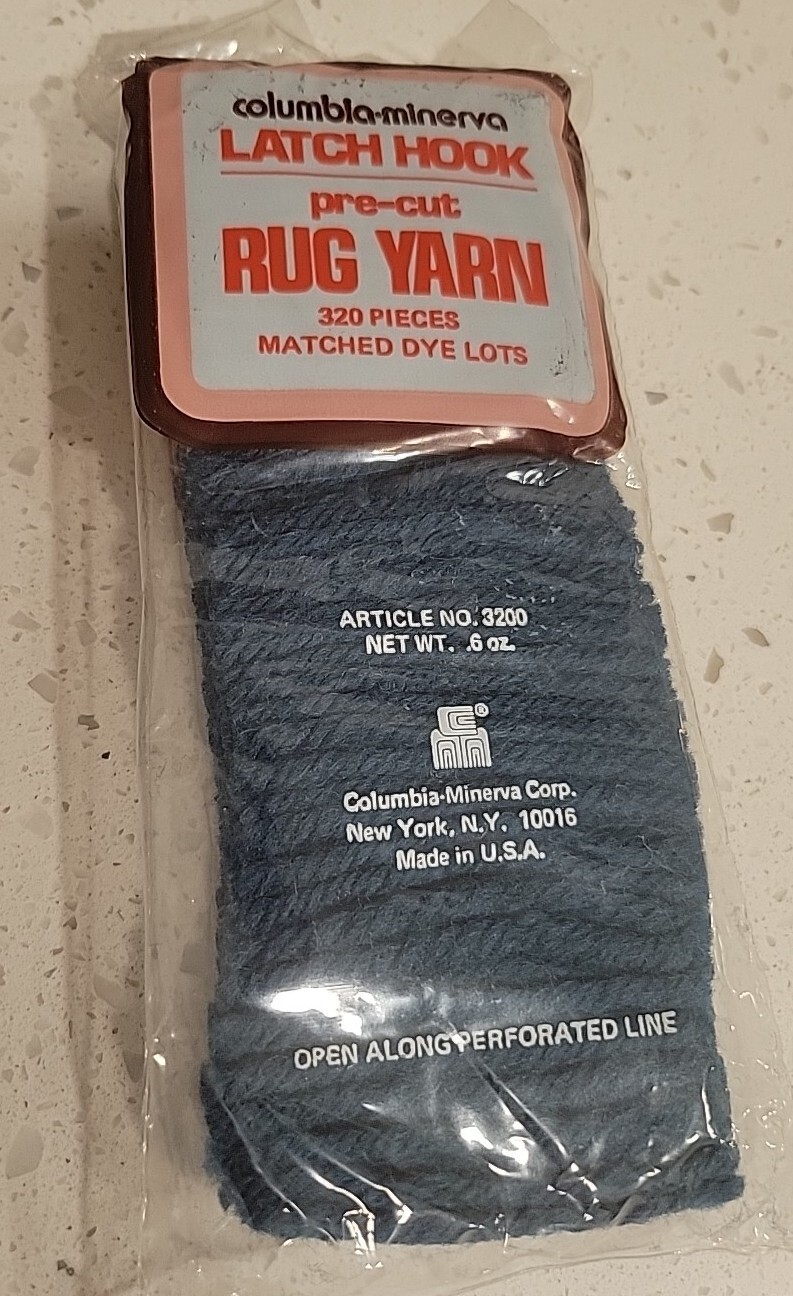 columbia·minerva
LATCH HOOK
pre-cut
RUG YARN
320 PIECES
MATCHED DYE LOTS
ARTICLE NO. 3200
NET WT. .6 oz.
®
Columbia-Minerva Corp.
New York, N.Y. 10016
Made in U.S.A.
OPEN ALONG PERFORATED LINE